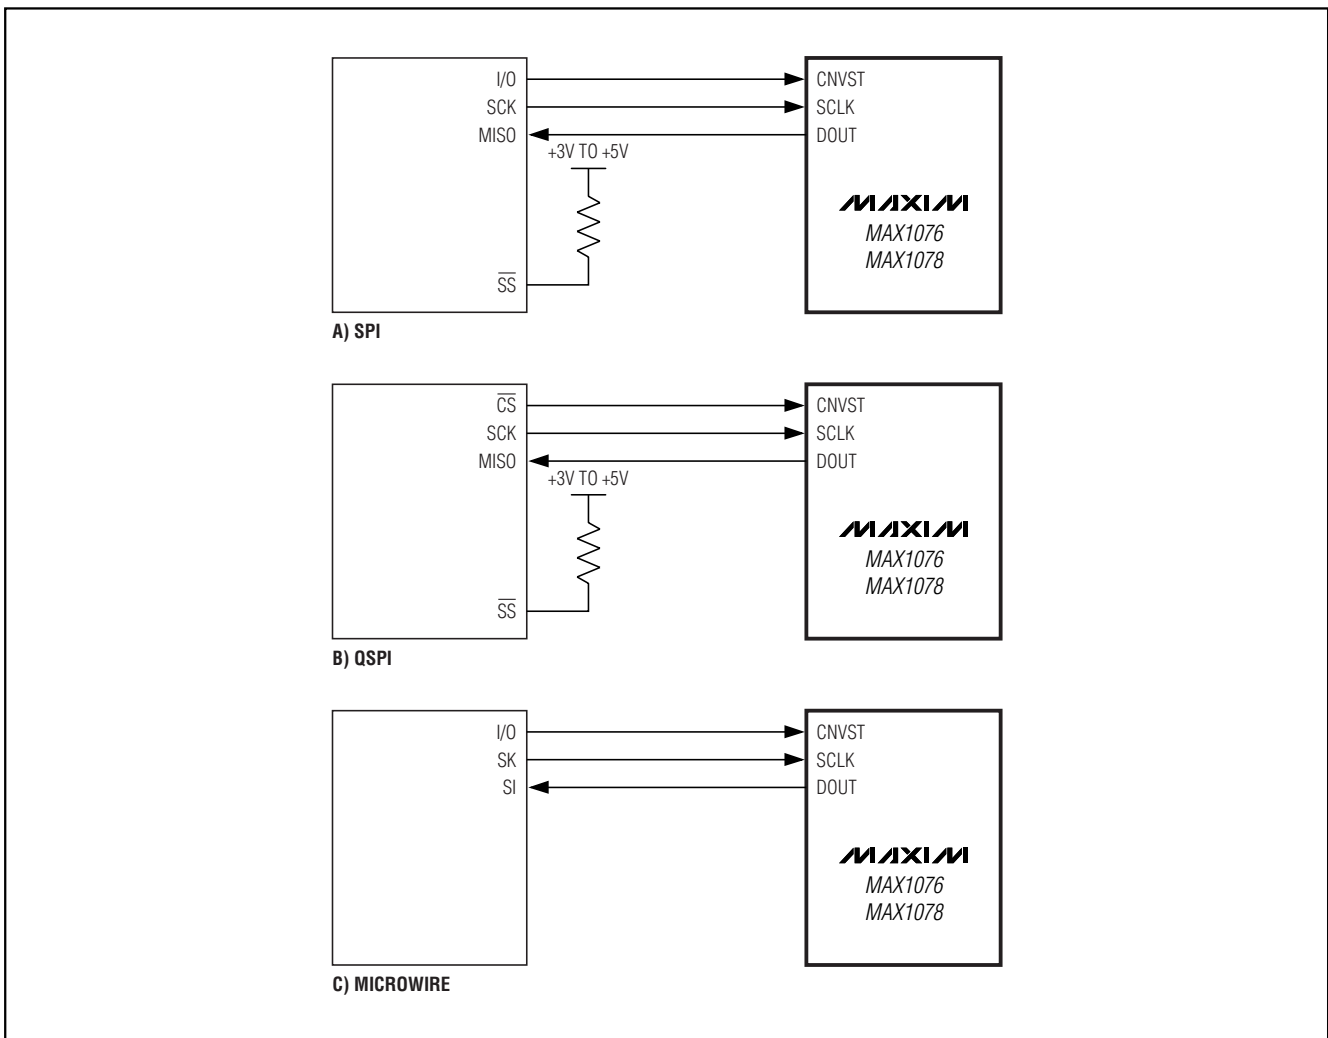 I/O
SCK
MISO
+3V TO +5V
SS
CNVST
SCLK
DOUT
MAXIM
MAX1076
MAX1078
A) SPI
CS
SCK
MISO
+3V TO +5V
SS
CNVST
SCLK
DOUT
MAXIM
MAX1076
MAX1078
B) QSPI
I/O
SK
SI
CNVST
SCLK
DOUT
MAXIM
MAX1076
MAX1078
C) MICROWIRE